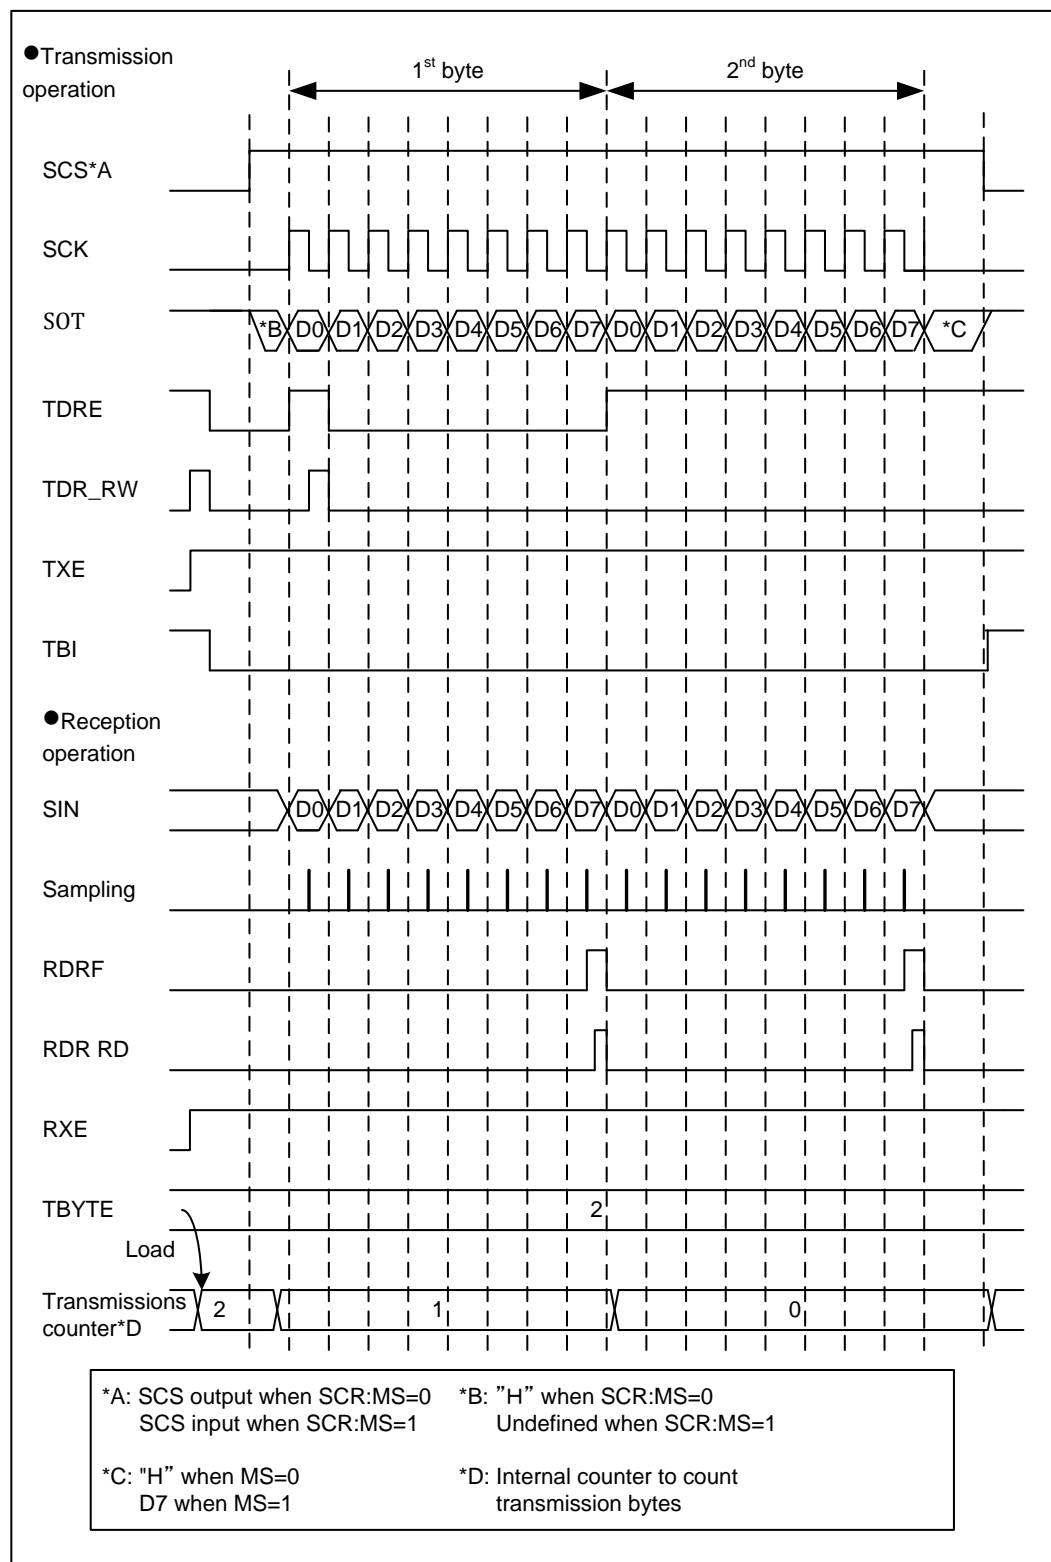 ●Transmission
operation
1st byte
2nd byte
SCS*A
SCK
SOT
*B D0 D1 D2 D3 D4 D5 D6 D7 D0 D1 D2 D3 D4 D5 D6 D7 *C
TDRE
TDR_RW
TXE
TBI
●Reception
operation
SIN
D0 D1 D2 D3 D4 D5 D6 D7 D0 D1 D2 D3 D4 D5 D6 D7
Sampling
RDRF
RDR RD
RXE
TBYTE
2
Load
Transmissions
counter*D
2 1 0
*A: SCS output when SCR:MS=0
SCS input when SCR:MS=1
*B: ”H” when SCR:MS=0
Undefined when SCR:MS=1
*C: "H” when MS=0
D7 when MS=1
*D: Internal counter to count
transmission bytes